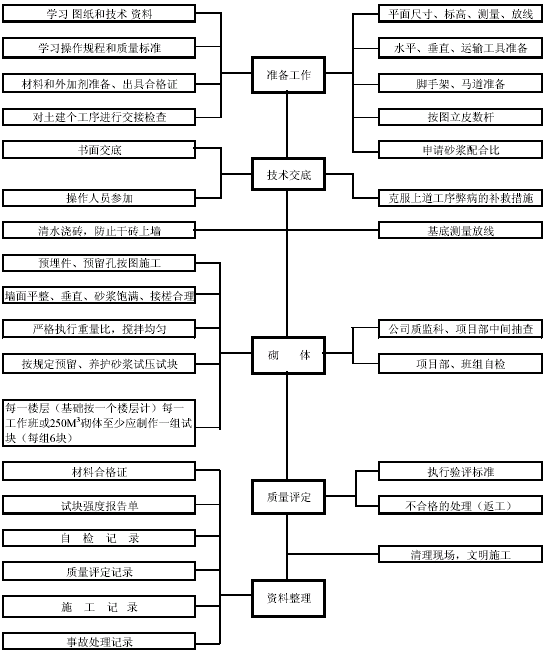 学习 图纸和技术 资料
学习操作规程和质量标准
材料和外加剂准备、出具合格证
对土建个工序进行交接检查
准备工作
平面尺寸、标高、测量、放线
水平、垂直、运输工具准备
脚手架、马道准备
按图立皮数杆
申请砂浆配合比
书面交底
操作人员参加
技术交底
克服上道工序弊病的补救措施
清水浇砖，防止干砖上墙
基底测量放线
预埋件、预留孔按图施工
墙面平整、垂直、砂浆饱满、接槎合理
严格执行重量比，搅拌均匀
按规定预留、养护砂浆试压试块
每一楼层（基础按一个楼层计）每一
工作班或250M³砌体至少应制作一组试
块（每组6块）
砌 体
公司质监科、项目部中间抽查
项目部、班组自检
材料合格证
试块强度报告单
自 检 记 录
质量评定记录
施 工 记 录
事故处理记录
质量评定
执行验评标准
不合格的处理（返工）
清理现场，文明施工
资料整理